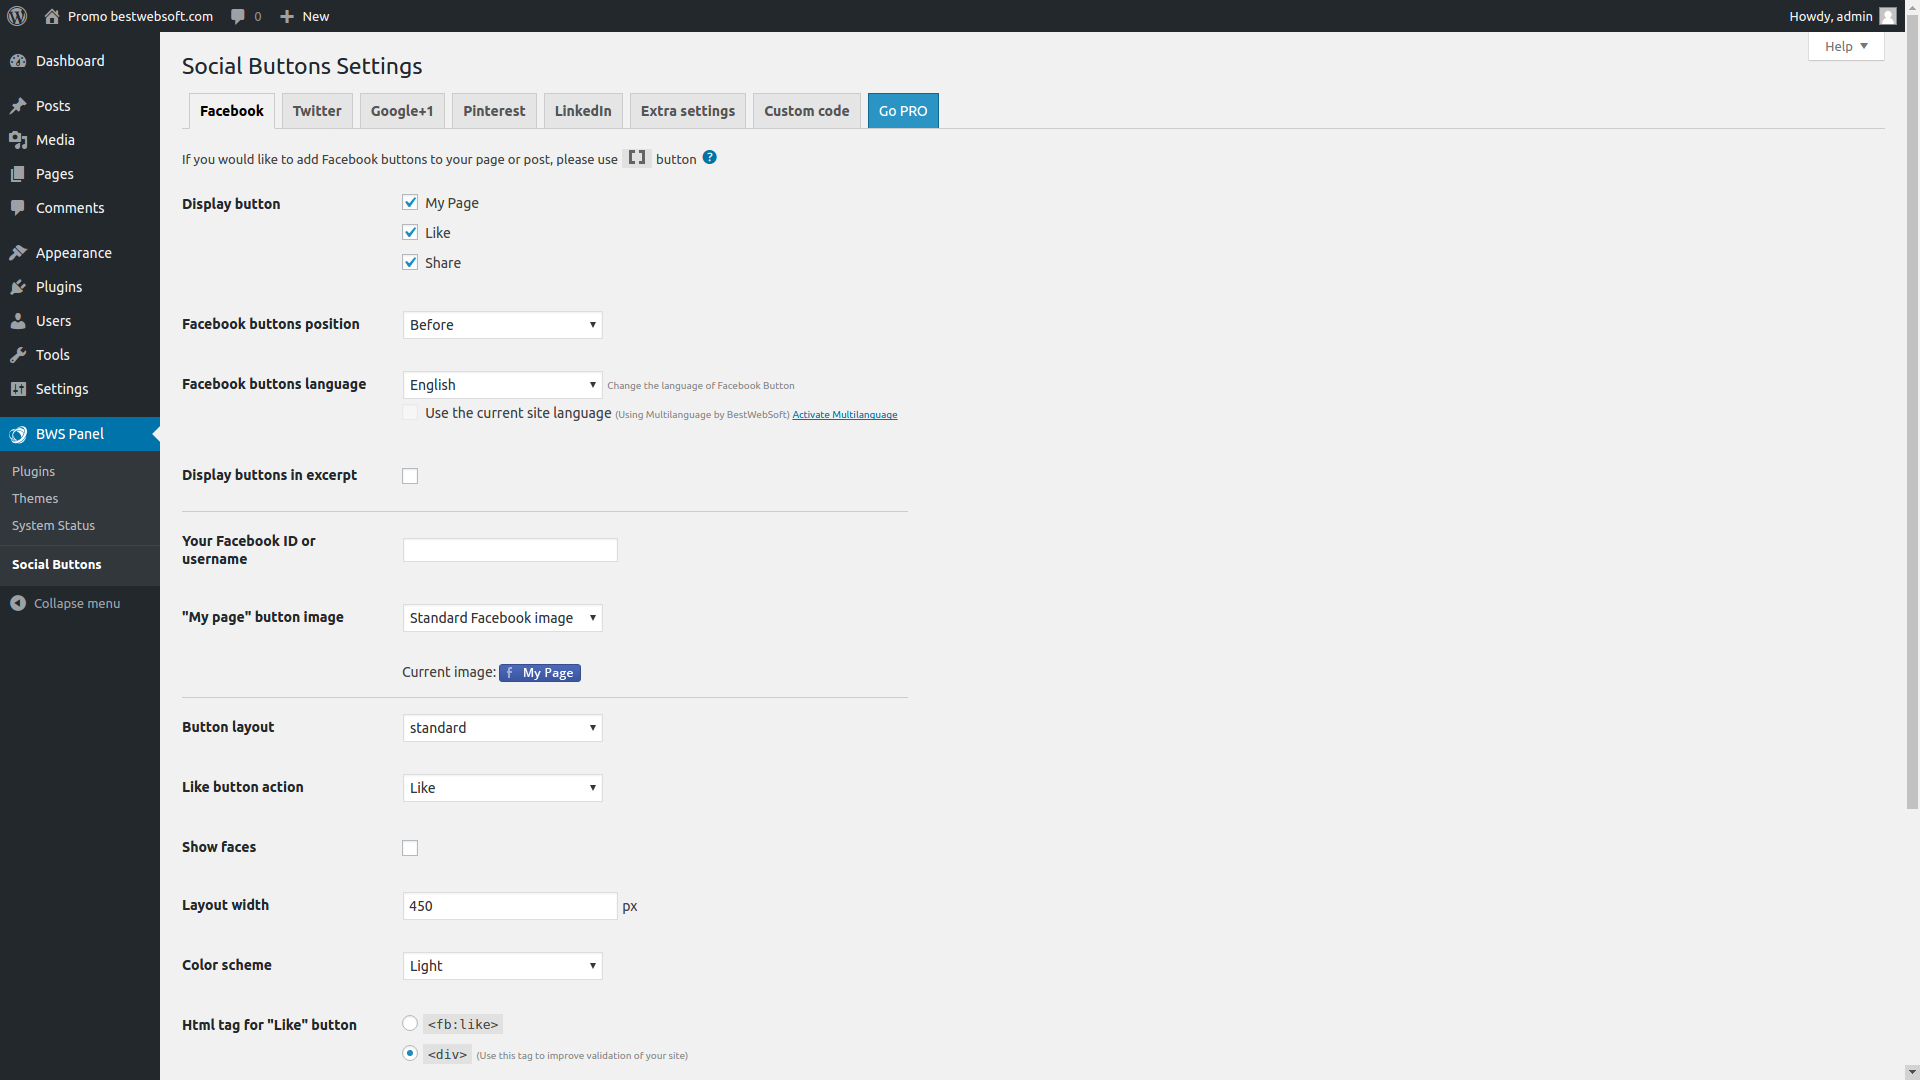 Promo bestwebsoft.com 0 New Howdy, admin
Help
Dashboard
Posts
Media
Pages
Comments
Appearance
Plugins
Users
Tools
Settings
BWS Panel
Plugins
Themes
System Status
Social Buttons
Collapse menu
Social Buttons Settings
Facebook Twitter Google+1 Pinterest LinkedIn Extra settings Custom code Go PRO
If you would like to add Facebook buttons to your page or post, please use [] button ?
Display button
My Page
Like
Share
Facebook buttons position Before
Facebook buttons language English Change the language of Facebook Button
Use the current site language (Using Multilanguage by BestWebSoft) Activate Multilanguage
Display buttons in excerpt
Your Facebook ID or
username
"My page" button image Standard Facebook image
Current image: f My Page
Button layout standard
Like button action Like
Show faces
Layout width 450 px
Color scheme Light
Html tag for "Like" button <fb:like>
<div> (Use this tag to improve validation of your site)